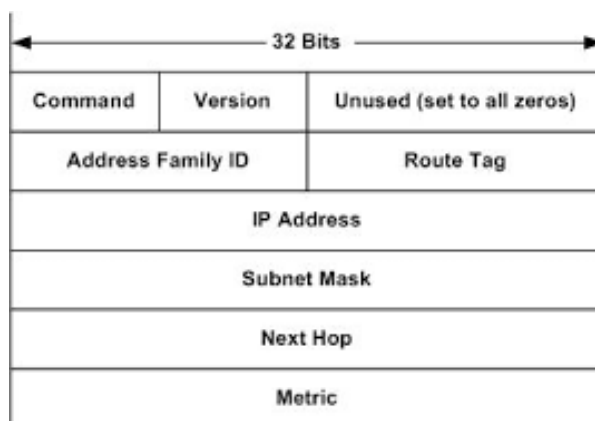 32 Bits
Command Version Unused (set to all zeros)
Address Family ID Route Tag
IP Address
Subnet Mask
Next Hop
Metric